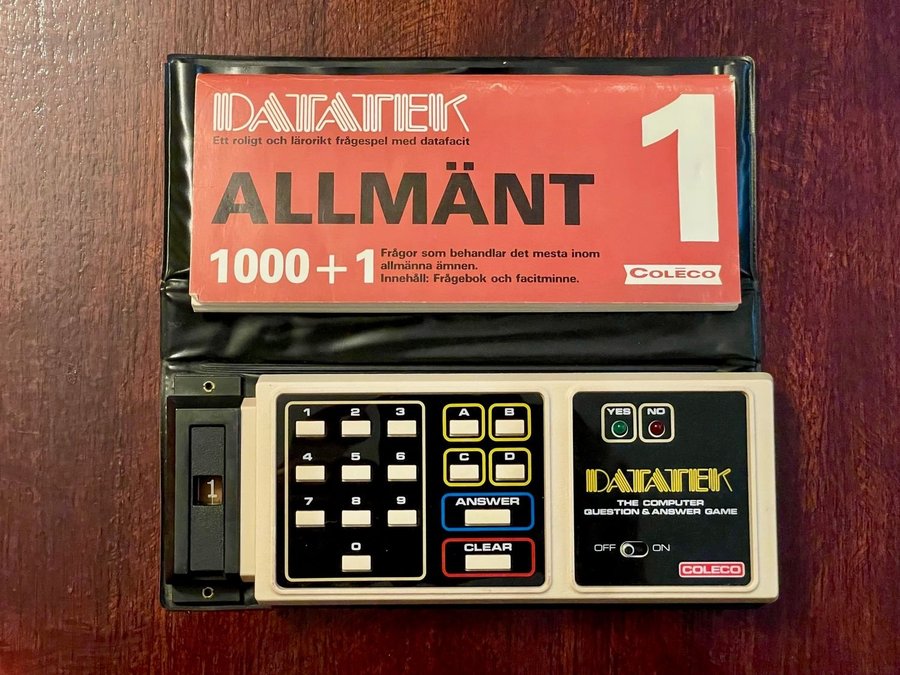 DATATEK
Ett roligt och lärorikt frågespel med datafacit
ALLMÄNT
1
1000 + 1
Frågor som behandlar det mesta inom
allmänna ämnen.
Innehåll: Frågebok och facitminne.
COLECO
1
1 2 3
4 5 6
7 8 9
0
A B
C D
ANSWER
CLEAR
YES NO
DATATEK
THE COMPUTER
QUESTION & ANSWER GAME
OFF ON
COLECO